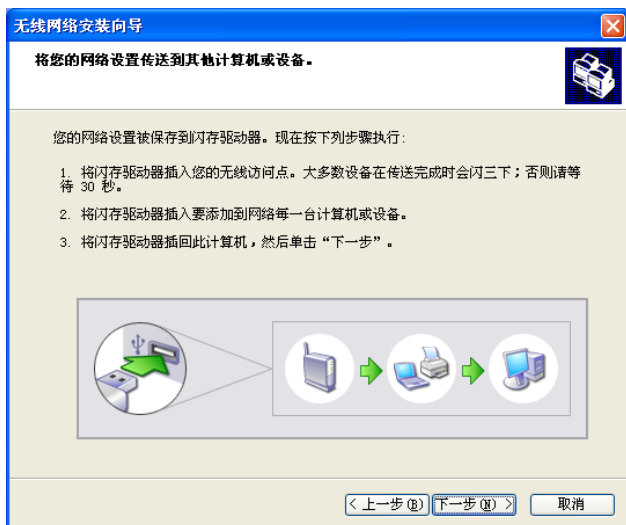 无线网络安装向导
将您的网络设置传送到其他计算机或设备。
您的网络设置被保存到闪存驱动器。现在按下列步骤执行:
1. 将闪存驱动器插入您的无线访问点。大多数设备在传送完成时会闪三下；否则请等
待 30 秒。
2. 将闪存驱动器插入要添加到网络每一台计算机或设备。
3. 将闪存驱动器插回此计算机，然后单击“下一步”。
< 上一步(B) 下一步(N) > 取消